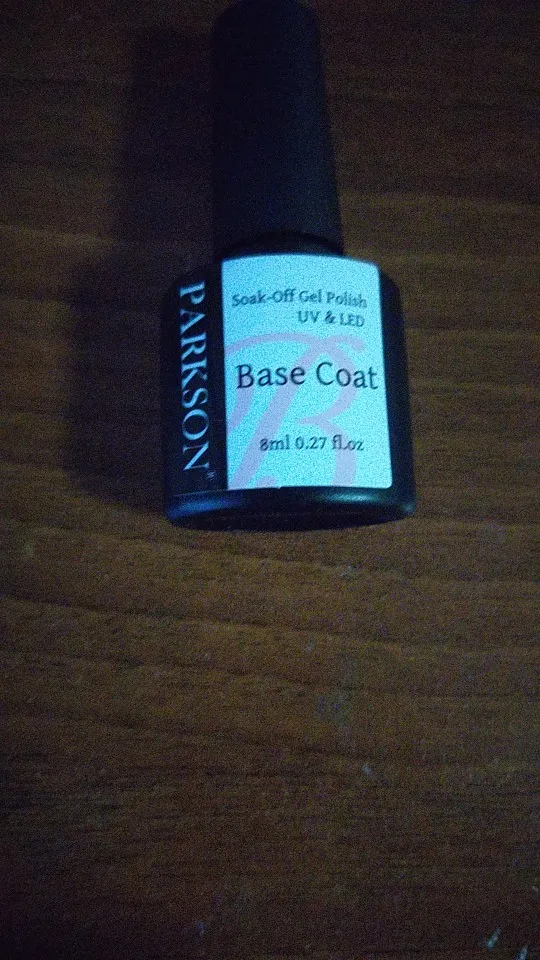 PARKSON
Soak-Off Gel Polish
UV & LED
Base Coat
8ml 0.27 fl.oz